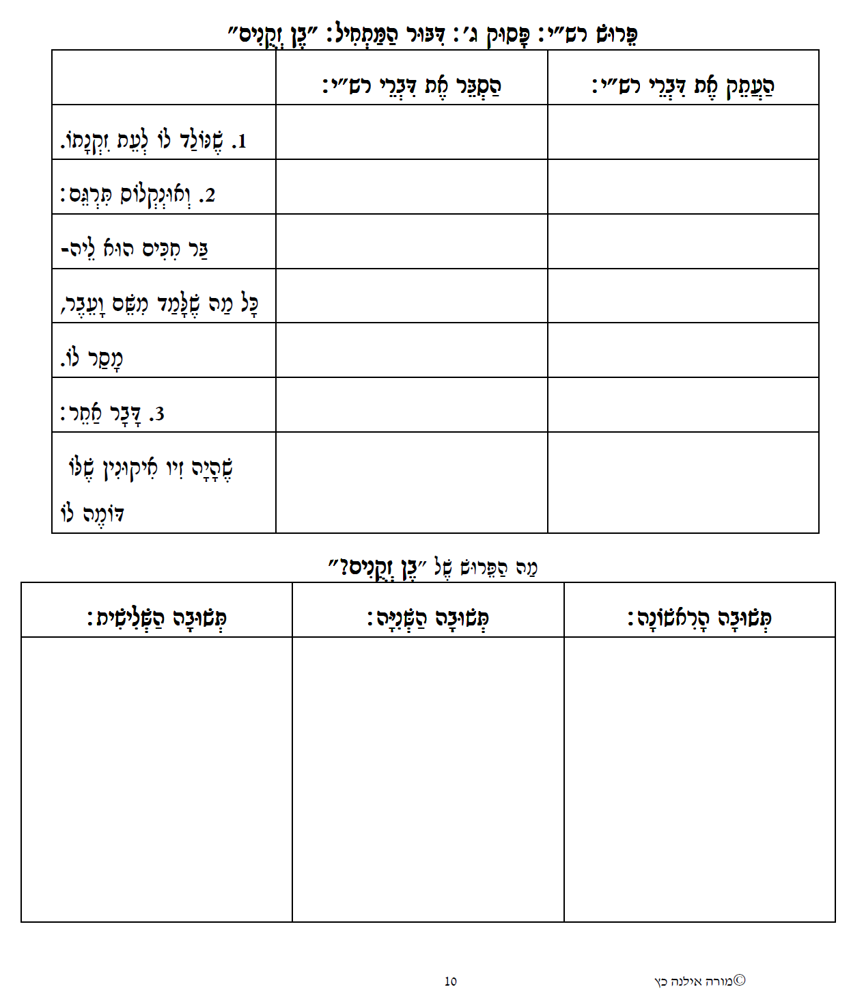 פֵּרוּשׁ רש"י: פָּסוּק ג': דִּבּוּר הַמַּתְחִיל: "בֶּן זְקֻנִים"
הַעֲתֵק אֶת דִּבְרֵי רש"י: הַסְבֵּר אֶת דִּבְרֵי רש"י:
1. שֶׁנּוֹלַד לוֹ לְעֵת זִקְנָתוֹ.
2. וְאוּנְקְלוֹס תִּרְגֵּם:
בַּר חִכִּים הוּא לֵיהּ-
כָּל מַה שֶׁלָּמַד מִשֵּׁם וָעֵבֶר,
מָסַר לוֹ.
3. דָּבָר אַחֵר:
שֶׁהָיָה זִיו אִיקוּנִין שֶׁלּוֹ
דּוֹמֶה לוֹ
מַה הַפֵּרוּשׁ שֶׁל "בֶּן זְקֻנִים?"
תְּשׁוּבָה הָרִאשׁוֹנָה: תְּשׁוּבָה הַשְּׁנִיָּה: תְּשׁוּבָה הַשְּׁלִישִׁית:
©מורה אילנה כץ 10